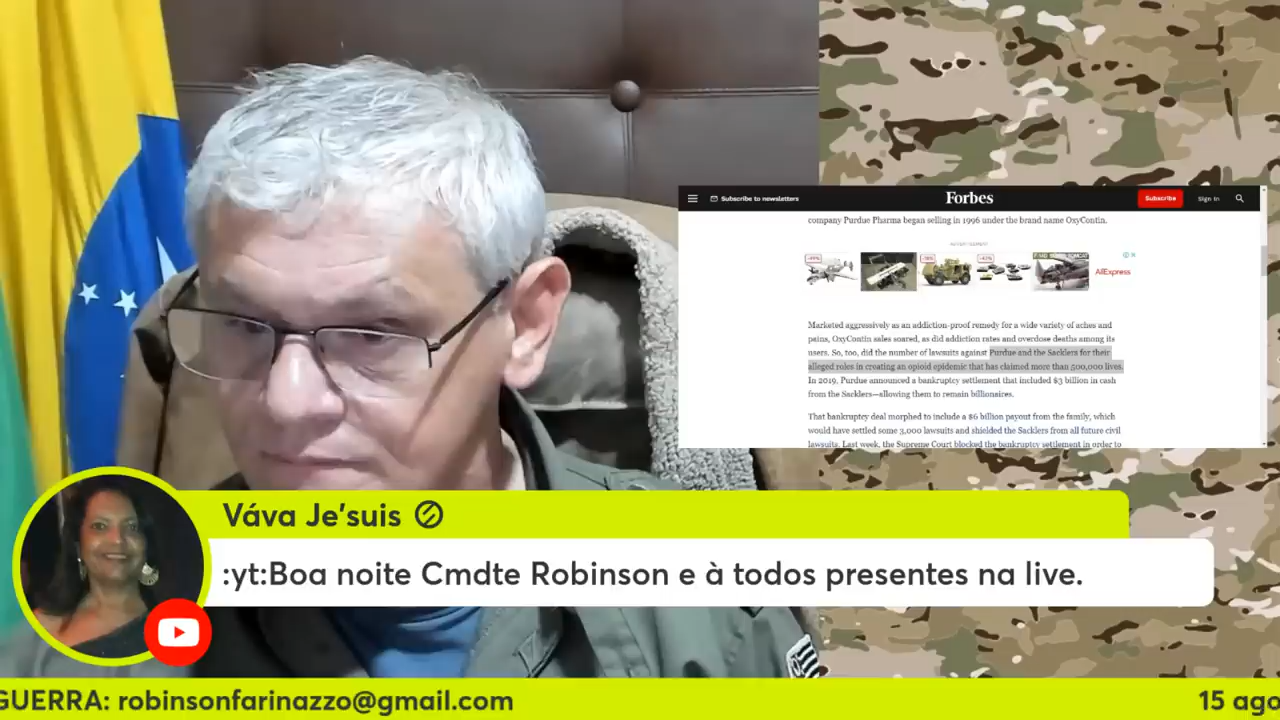 Subscribe to newsletters
Forbes
Subscribe
Sign In
company Purdue Pharma began selling in 1996 under the brand name OxyContin.
ADVERTISEMENT
AliExpress
Marketed aggressively as an addiction-proof remedy for a wide variety of aches and
pains, OxyContin sales soared, as did addiction rates and overdose deaths among its
users. So, too, did the number of lawsuits against Purdue and the Sacklers for their
alleged roles in creating an opioid epidemic that has claimed more than 500,000 lives.
In 2019, Purdue announced a bankruptcy settlement that included $3 billion in cash
from the Sacklers—allowing them to remain billionaires.
That bankruptcy deal morphed to include a $6 billion payout from the family, which
would have settled some 3,000 lawsuits and shielded the Sacklers from all future civil
lawsuits. Last week, the Supreme Court blocked the bankruptcy settlement in order to
Váva Je'suis
:yt:Boa noite Cmdte Robinson e à todos presentes na live.
GUERRA: robinsonfarinazzo@gmail.com
15 ago